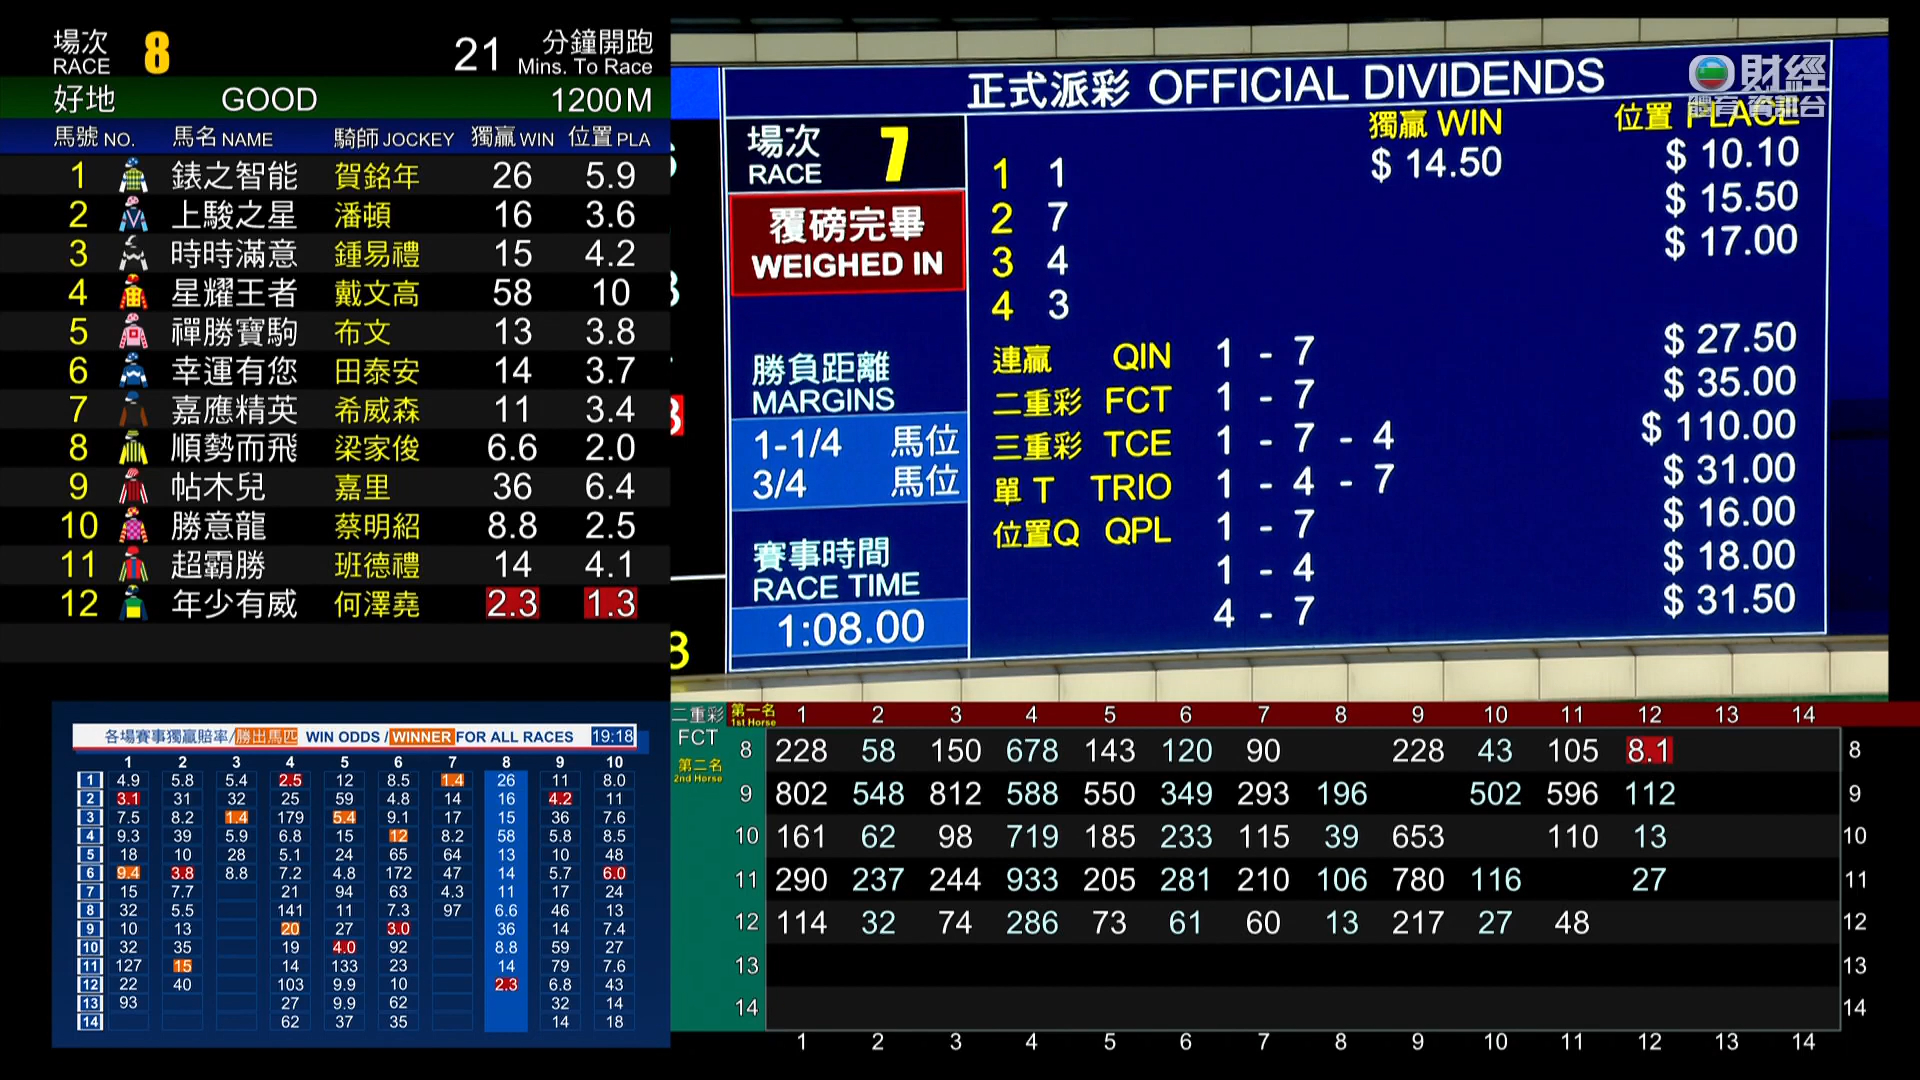 場次 RACE 8 21 分鐘開跑 Mins. To Race
好地 GOOD 1200M
馬號 NO. 馬名 NAME 騎師 JOCKEY 獨贏 WIN 位置 PLA
1 錶之智能 賀銘年 26 5.9
2 上駿之星 潘頓 16 3.6
3 時時滿意 鍾易禮 15 4.2
4 星耀王者 戴文高 58 10
5 禪勝寶駒 布文 13 3.8
6 幸運有您 田泰安 14 3.7
7 嘉應精英 希威森 11 3.4
8 順勢而飛 梁家俊 6.6 2.0
9 帖木兒 嘉里 36 6.4
10 勝意龍 蔡明紹 8.8 2.5
11 超霸勝 班德禮 14 4.1
12 年少有威 何澤堯 2.3 1.3
正式派彩 OFFICIAL DIVIDENDS
財經
體育 資訊台
場次 RACE 7
覆磅完畢
WEIGHED IN
勝負距離
MARGINS
1-1/4 馬位
3/4 馬位
賽事時間
RACE TIME
1:08.00
獨贏 WIN 位置 PLACE
1 1 $ 14.50 $ 10.10
2 7 $ 15.50
3 4 $ 17.00
4 3
連贏 QIN 1 - 7 $ 27.50
二重彩 FCT 1 - 7 $ 35.00
三重彩 TCE 1 - 7 - 4 $ 110.00
單T TRIO 1 - 4 - 7 $ 31.00
位置Q QPL 1 - 7 $ 16.00
1 - 4 $ 18.00
4 - 7 $ 31.50
各場賽事獨贏賠率/勝出馬匹 WIN ODDS / WINNER FOR ALL RACES 19:18
1 2 3 4 5 6 7 8 9 10
1 4.9 5.8 5.4 2.5 12 8.5 1.4 26 11 8.0
2 3.1 31 32 25 59 4.8 14 16 4.2 11
3 7.5 8.2 1.4 179 5.4 9.1 17 15 36 7.6
4 9.3 39 5.9 6.8 15 12 8.2 58 5.8 8.5
5 18 10 28 5.1 24 65 64 13 10 48
6 9.4 3.8 8.8 7.2 4.8 172 47 14 5.7 6.0
7 15 7.7 21 94 63 4.3 11 17 24
8 32 5.5 141 11 7.3 97 6.6 46 13
9 10 13 20 27 3.0 36 14 7.4
10 32 35 19 4.0 92 8.8 59 27
11 127 15 14 133 23 14 79 7.6
12 22 40 103 9.9 10 2.3 6.8 43
13 93 27 9.9 62 32 14
14 62 37 35 14 18
二重彩 FCT 第一名 1st Horse 1 2 3 4 5 6 7 8 9 10 11 12 13 14
第二名 2nd Horse
8 228 58 150 678 143 120 90 228 43 105 8.1 8
9 802 548 812 588 550 349 293 196 502 596 112 9
10 161 62 98 719 185 233 115 39 653 110 13 10
11 290 237 244 933 205 281 210 106 780 116 27 11
12 114 32 74 286 73 61 60 13 217 27 48 12
13 13
14 14
1 2 3 4 5 6 7 8 9 10 11 12 13 14